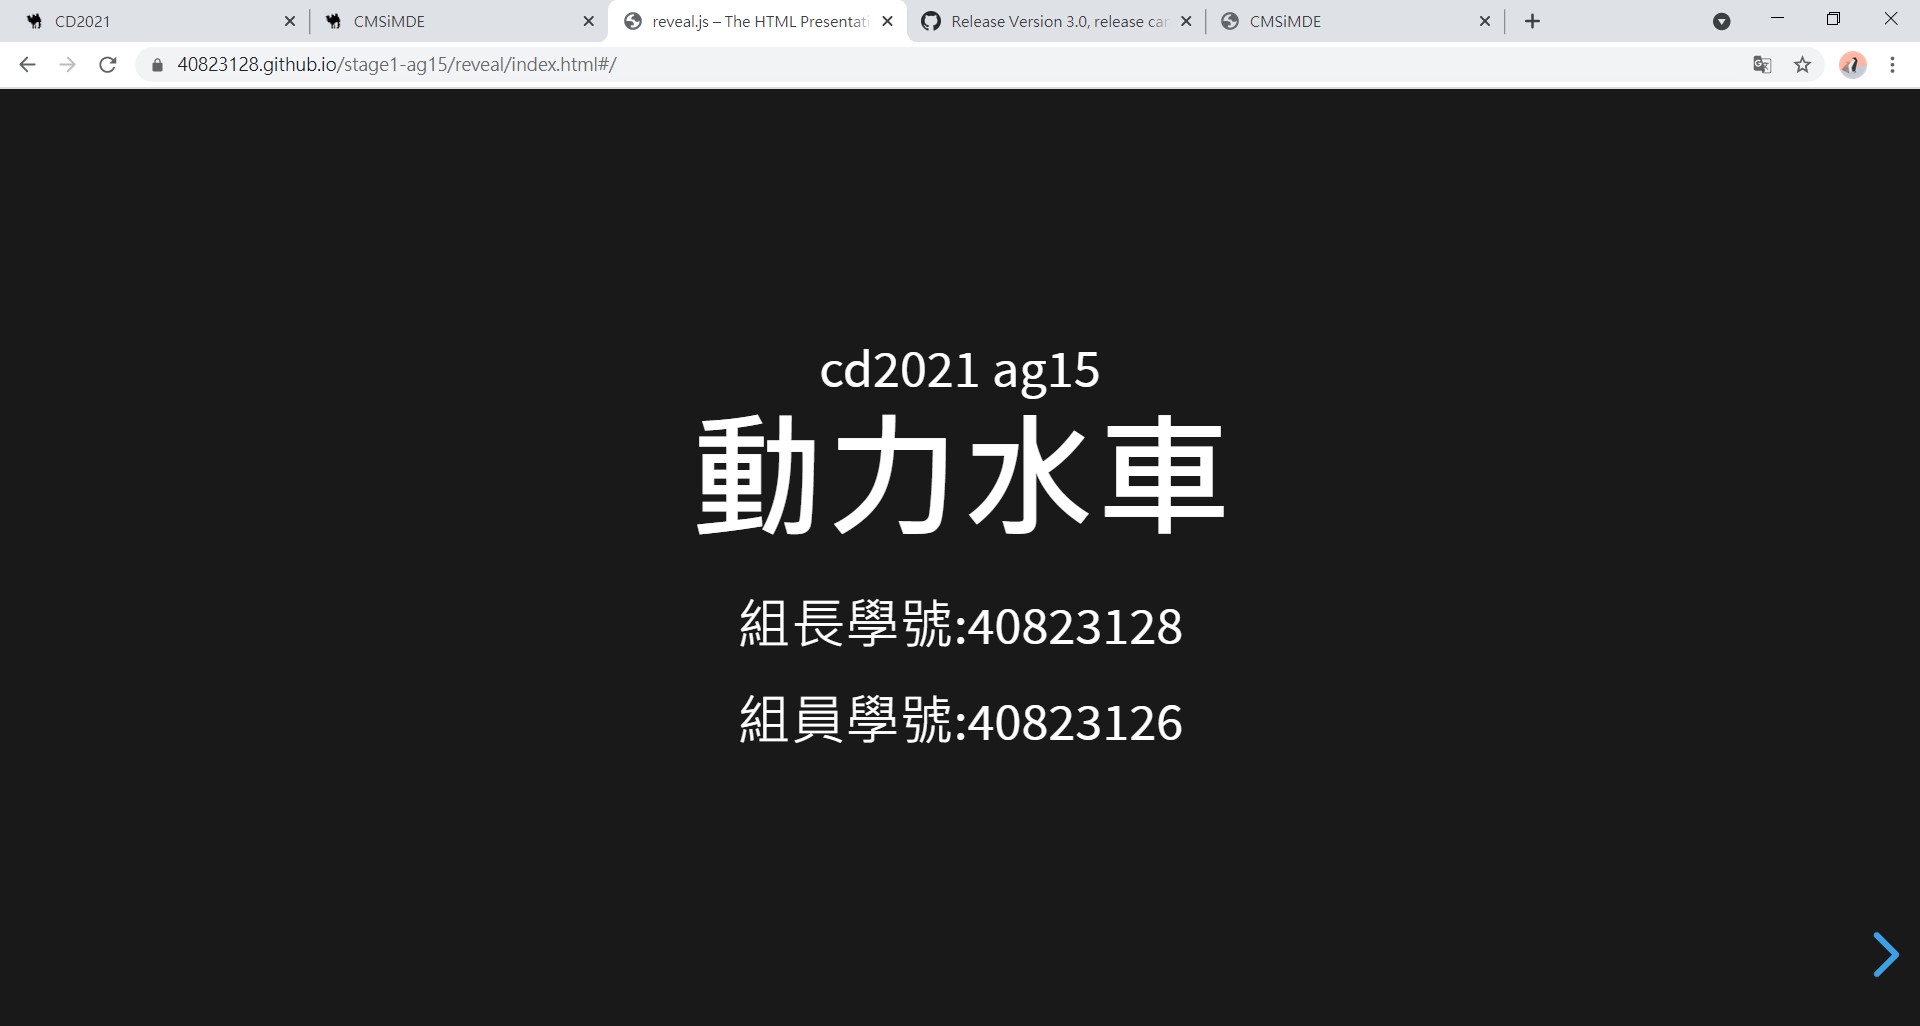 CD2021
CMSiMDE
reveal.js – The HTML Presentati
Release Version 3.0, release can
CMSiMDE
40823128.github.io/stage1-ag15/reveal/index.html#/
cd2021 ag15
動力水車
組長學號:40823128
組員學號:40823126